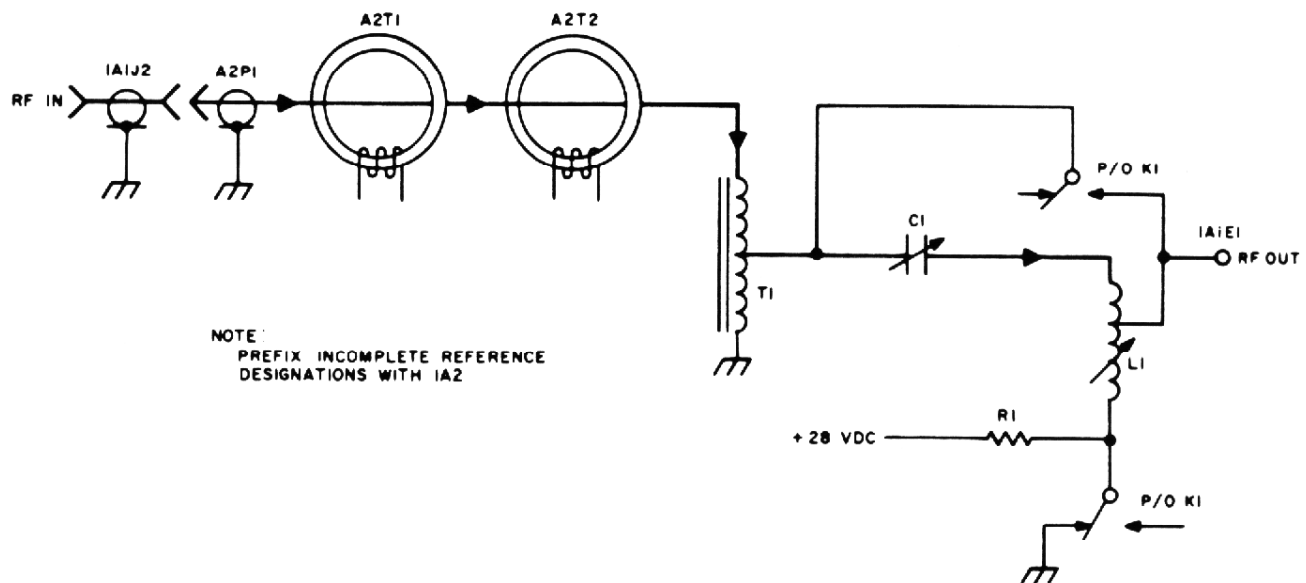 A2T1
A2T2
1A1J2
A2P1
RF IN
P/O K1
C1
1A1E1
RF OUT
T1
NOTE:
PREFIX INCOMPLETE REFERENCE
DESIGNATIONS WITH 1A2
L1
R1
+28 VDC
P/O K1